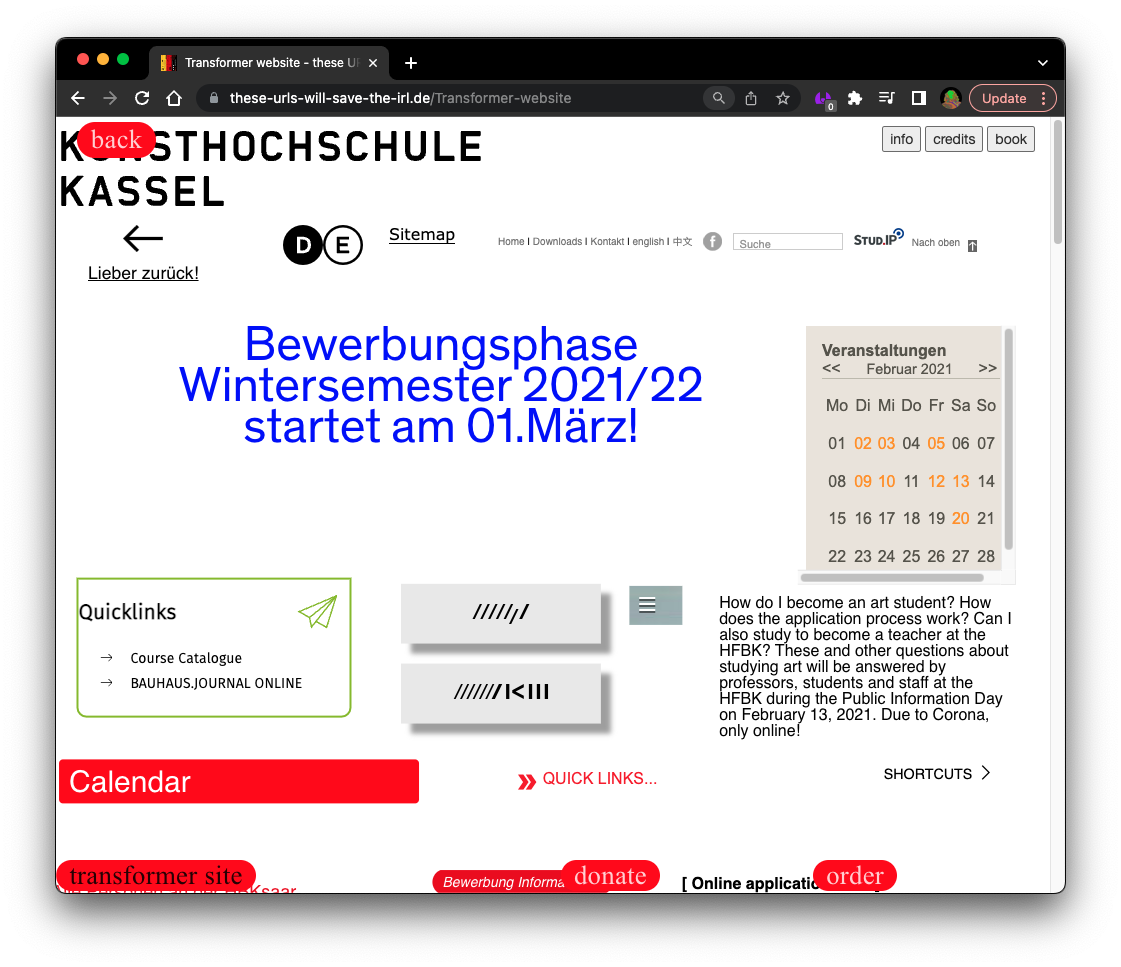 Transformer website - these UR
these-urls-will-save-the-irl.de/Transformer-website
0
Update
back
KUNSTHOCHSCHULE
KASSEL
info
credits
book
Lieber zurück!
D E
Sitemap
Home I Downloads I Kontakt I english I 中文
f
Suche
STUD.IP
Nach oben
Bewerbungsphase
Wintersemester 2021/22
startet am 01.März!
Veranstaltungen
<< Februar 2021 >>
Mo Di Mi Do Fr Sa So
01 02 03 04 05 06 07
08 09 10 11 12 13 14
15 16 17 18 19 20 21
22 23 24 25 26 27 28
Quicklinks
→ Course Catalogue
→ BAUHAUS.JOURNAL ONLINE
How do I become an art student? How
does the application process work? Can I
also study to become a teacher at the
HFBK? These and other questions about
studying art will be answered by
professors, students and staff at the
HFBK during the Public Information Day
on February 13, 2021. Due to Corona,
only online!
Calendar
» QUICK LINKS...
SHORTCUTS >
transformer site
Bewerbung Informa
donate
[ Online applicatio
order